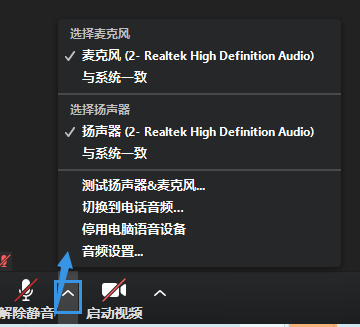 选择麦克风
麦克风 (2- Realtek High Definition Audio)
与系统一致
选择扬声器
扬声器 (2- Realtek High Definition Audio)
与系统一致
测试扬声器&麦克风...
切换到电话音频...
停用电脑语音设备
音频设置...
解除静音 启动视频